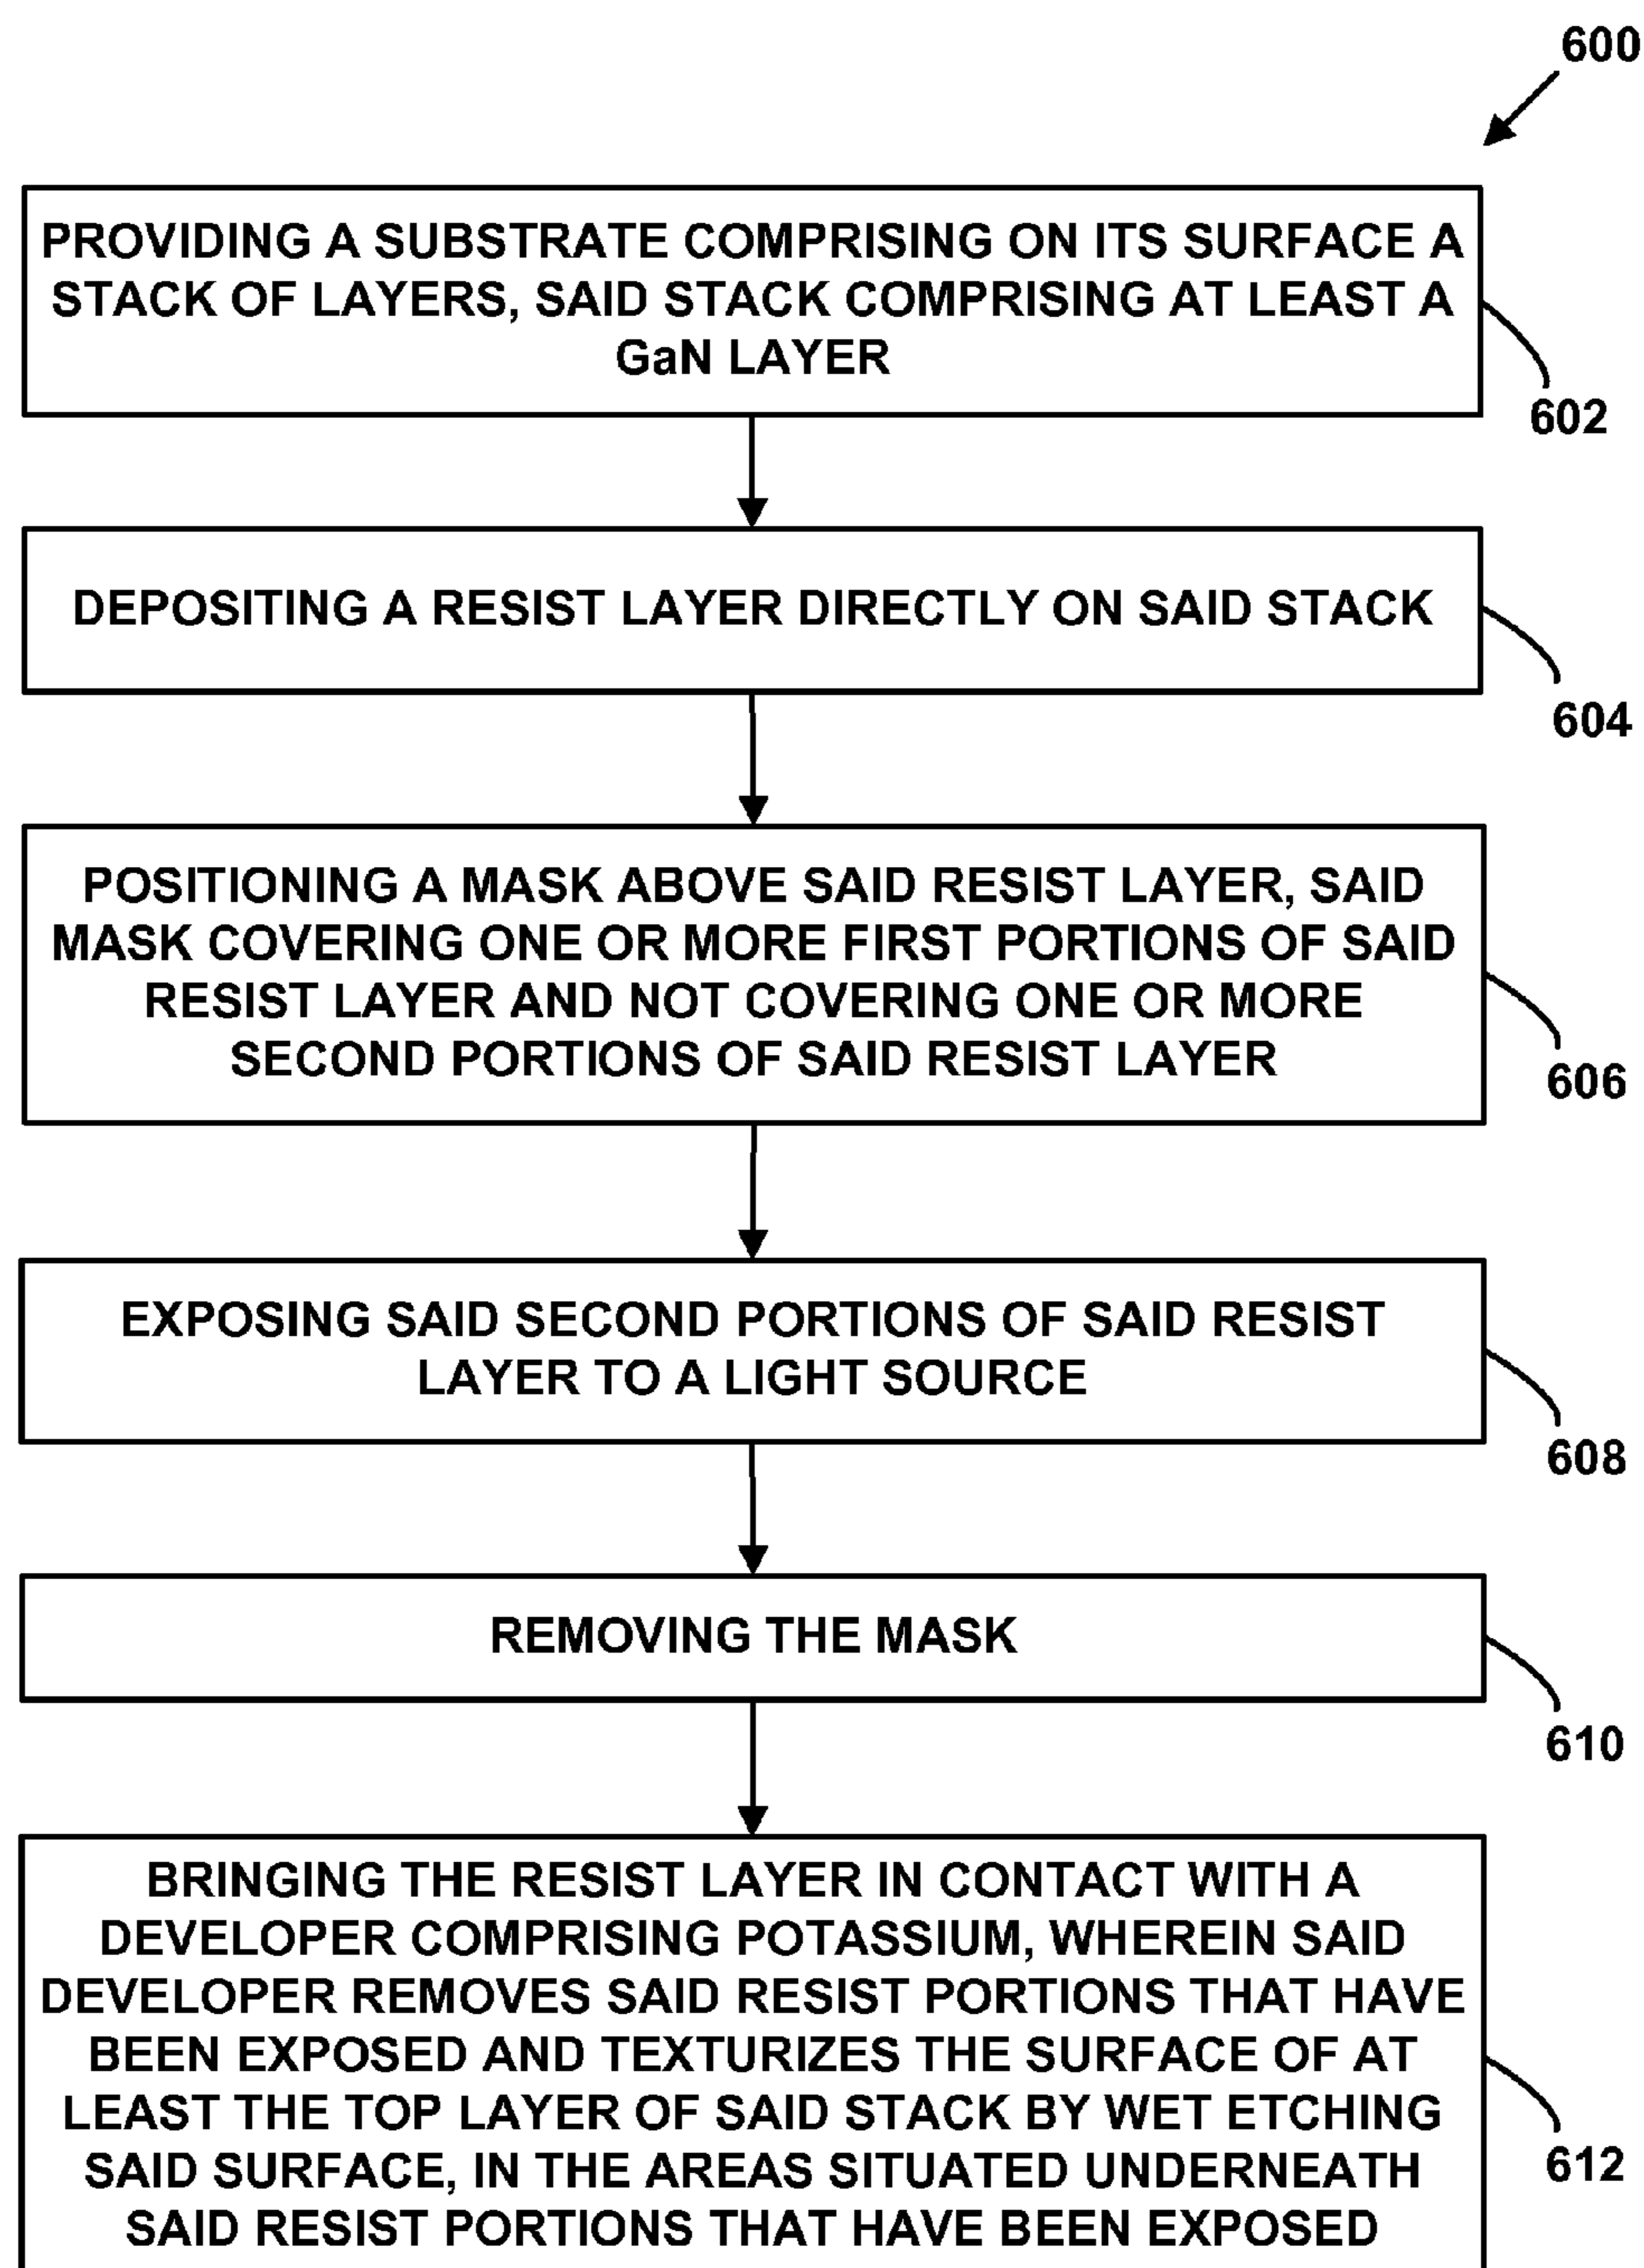 600
PROVIDING A SUBSTRATE COMPRISING ON ITS SURFACE A
STACK OF LAYERS, SAID STACK COMPRISING AT LEAST A
GaN LAYER
602
DEPOSITING A RESIST LAYER DIRECTLY ON SAID STACK
604
POSITIONING A MASK ABOVE SAID RESIST LAYER, SAID
MASK COVERING ONE OR MORE FIRST PORTIONS OF SAID
RESIST LAYER AND NOT COVERING ONE OR MORE
SECOND PORTIONS OF SAID RESIST LAYER
606
EXPOSING SAID SECOND PORTIONS OF SAID RESIST
LAYER TO A LIGHT SOURCE
608
REMOVING THE MASK
610
BRINGING THE RESIST LAYER IN CONTACT WITH A
DEVELOPER COMPRISING POTASSIUM, WHEREIN SAID
DEVELOPER REMOVES SAID RESIST PORTIONS THAT HAVE
BEEN EXPOSED AND TEXTURIZES THE SURFACE OF AT
LEAST THE TOP LAYER OF SAID STACK BY WET ETCHING
SAID SURFACE, IN THE AREAS SITUATED UNDERNEATH
SAID RESIST PORTIONS THAT HAVE BEEN EXPOSED
612